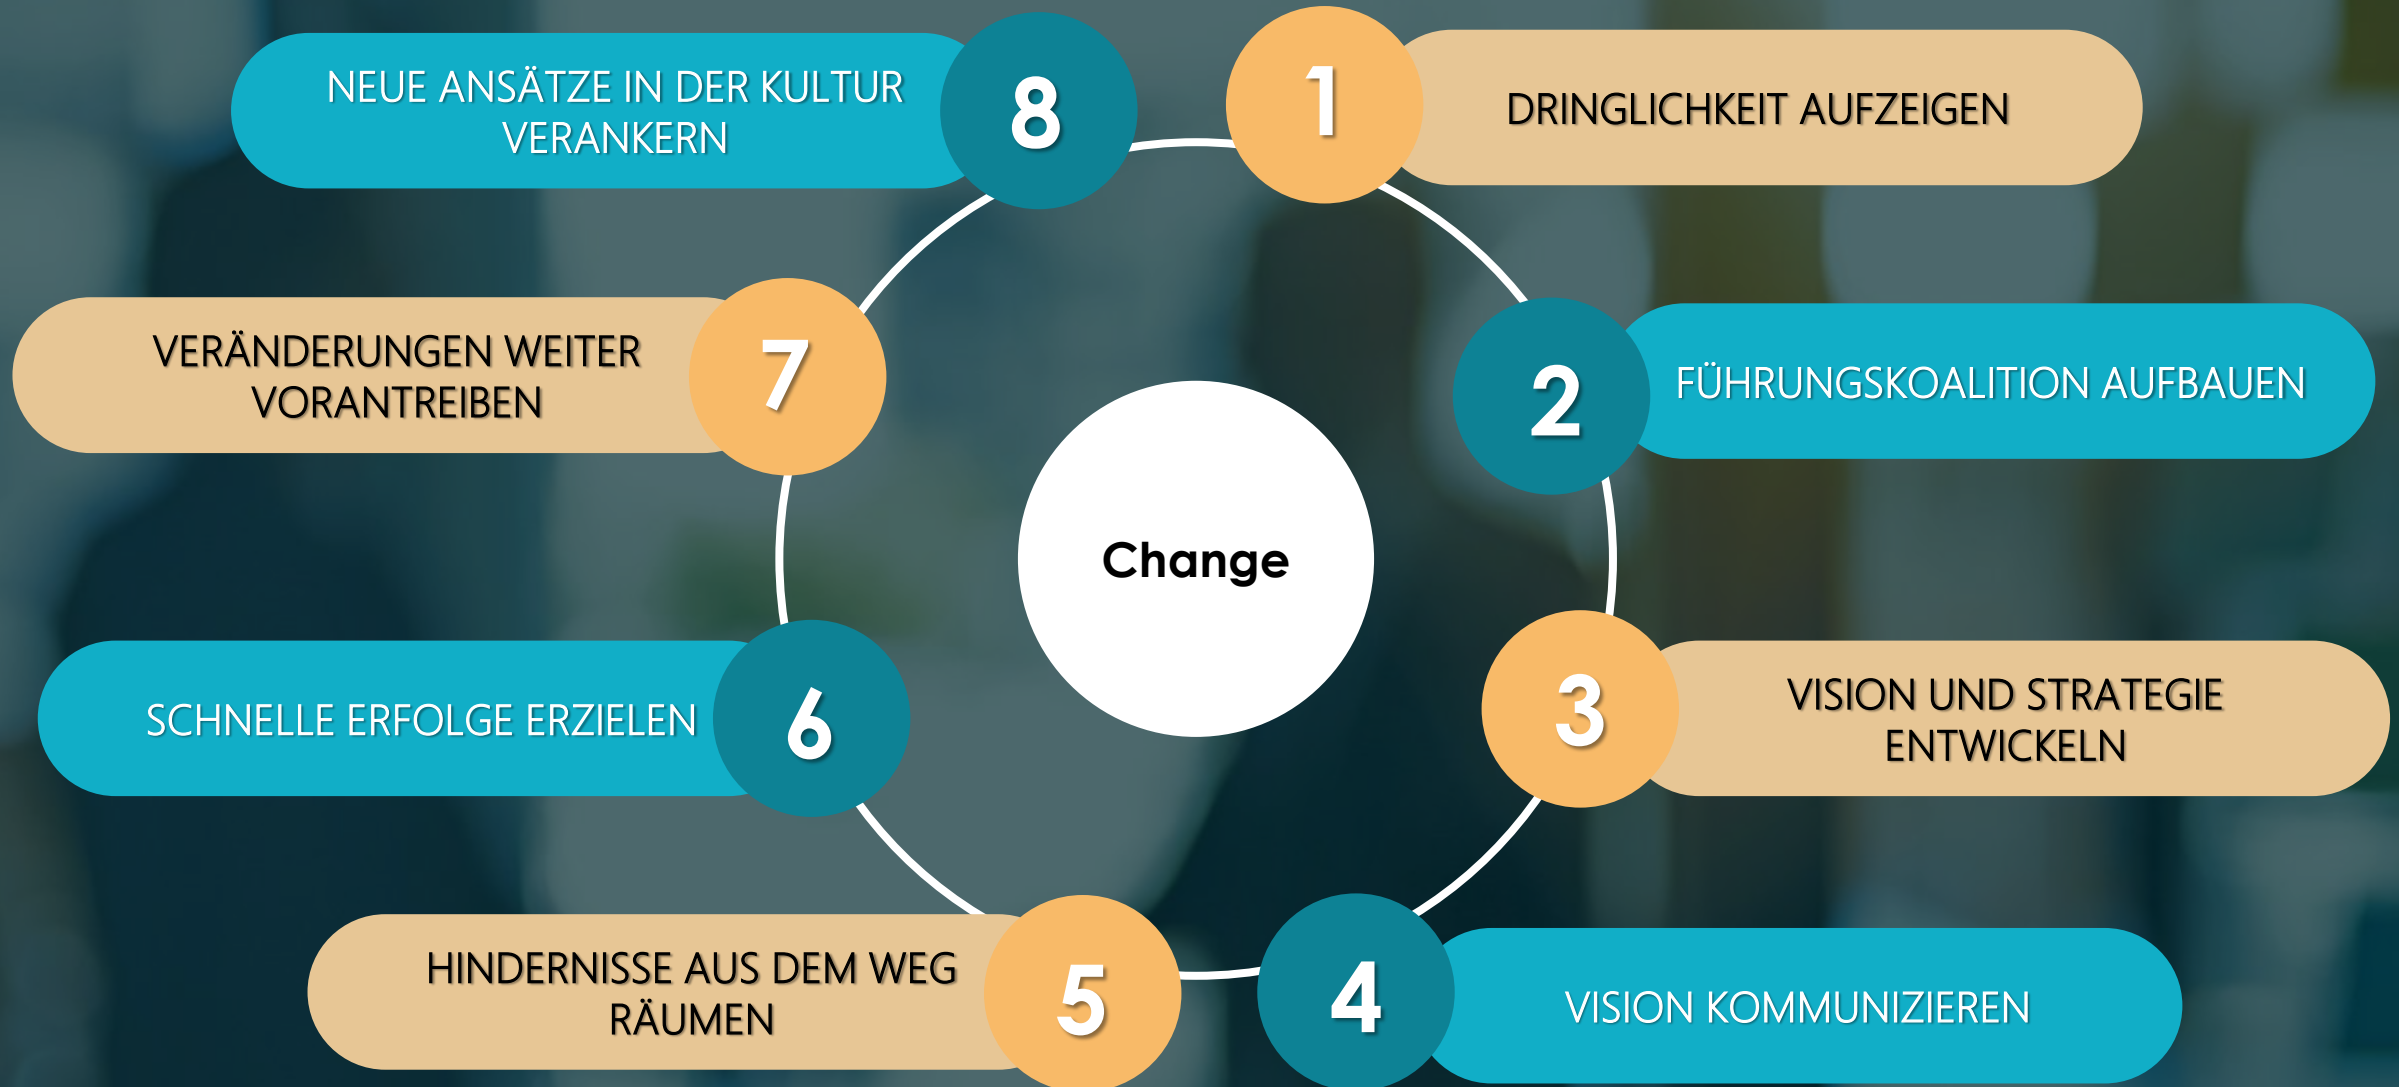 1
DRINGLICHKEIT AUFZEIGEN
2
FÜHRUNGSKOALITION AUFBAUEN
3
VISION UND STRATEGIE
ENTWICKELN
4
VISION KOMMUNIZIEREN
5
HINDERNISSE AUS DEM WEG
RÄUMEN
6
SCHNELLE ERFOLGE ERZIELEN
7
VERÄNDERUNGEN WEITER
VORANTREIBEN
8
NEUE ANSÄTZE IN DER KULTUR
VERANKERN
Change